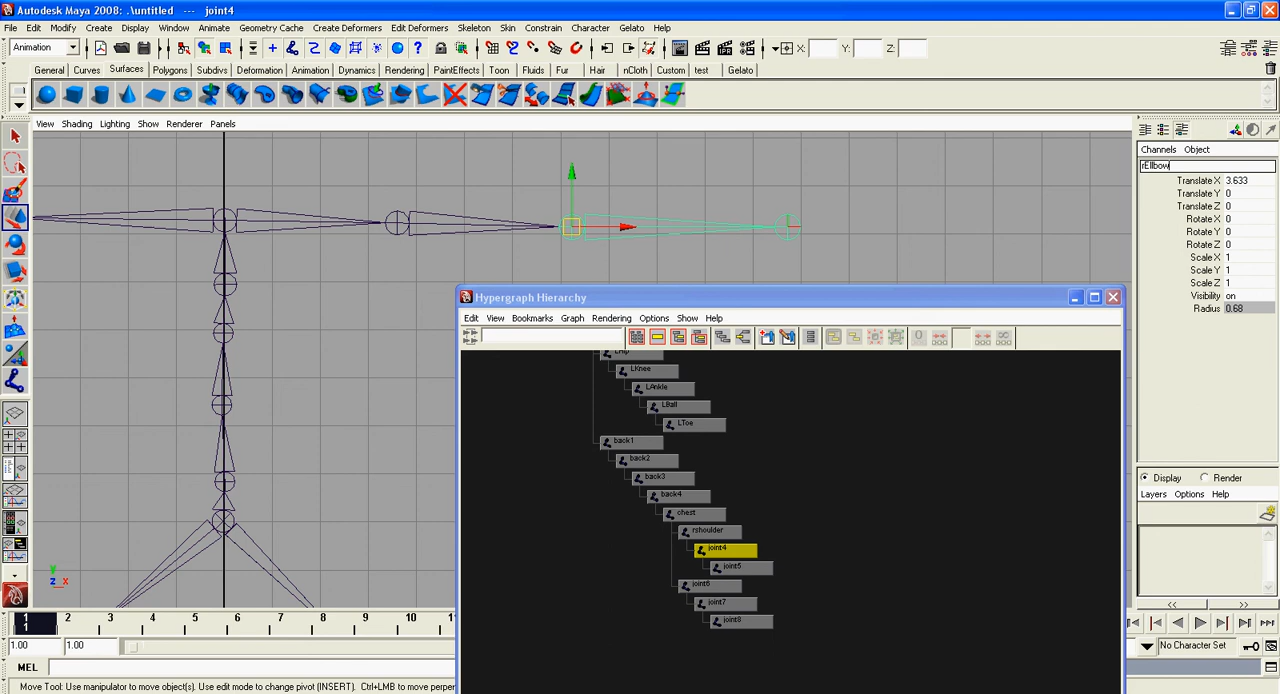 Autodesk Maya 2008: .\untitled --- joint4
File Edit Modify Create Display Window Animate Geometry Cache Create Deformers Edit Deformers Skeleton Skin Constrain Character Gelato Help
Animation X: Y: Z:
General Curves Surfaces Polygons Subdivs Deformation Animation Dynamics Rendering PaintEffects Toon Fluids Fur Hair nCloth Custom test Gelato
View Shading Lighting Show Renderer Panels
Channels Object
rEllbow
Translate X 3.633
Translate Y 0
Translate Z 0
Rotate X 0
Rotate Y 0
Rotate Z 0
Scale X 1
Scale Y 1
Scale Z 1
Visibility on
Radius 0.68
Hypergraph Hierarchy
Edit View Bookmarks Graph Rendering Options Show Help
LHip
LKnee
LAnkle
LBall
LToe
back1
back2
back3
back4
chest
rshoulder
joint4
joint5
joint6
joint7
joint8
Display Render
Layers Options Help
y
z x
1 2 3 4 5 6 7 8 9 10 11
1
1.00 1.00
No Character Set
MEL
Move Tool: Use manipulator to move object(s). Use edit mode to change pivot (INSERT). Ctrl+LMB to move perper